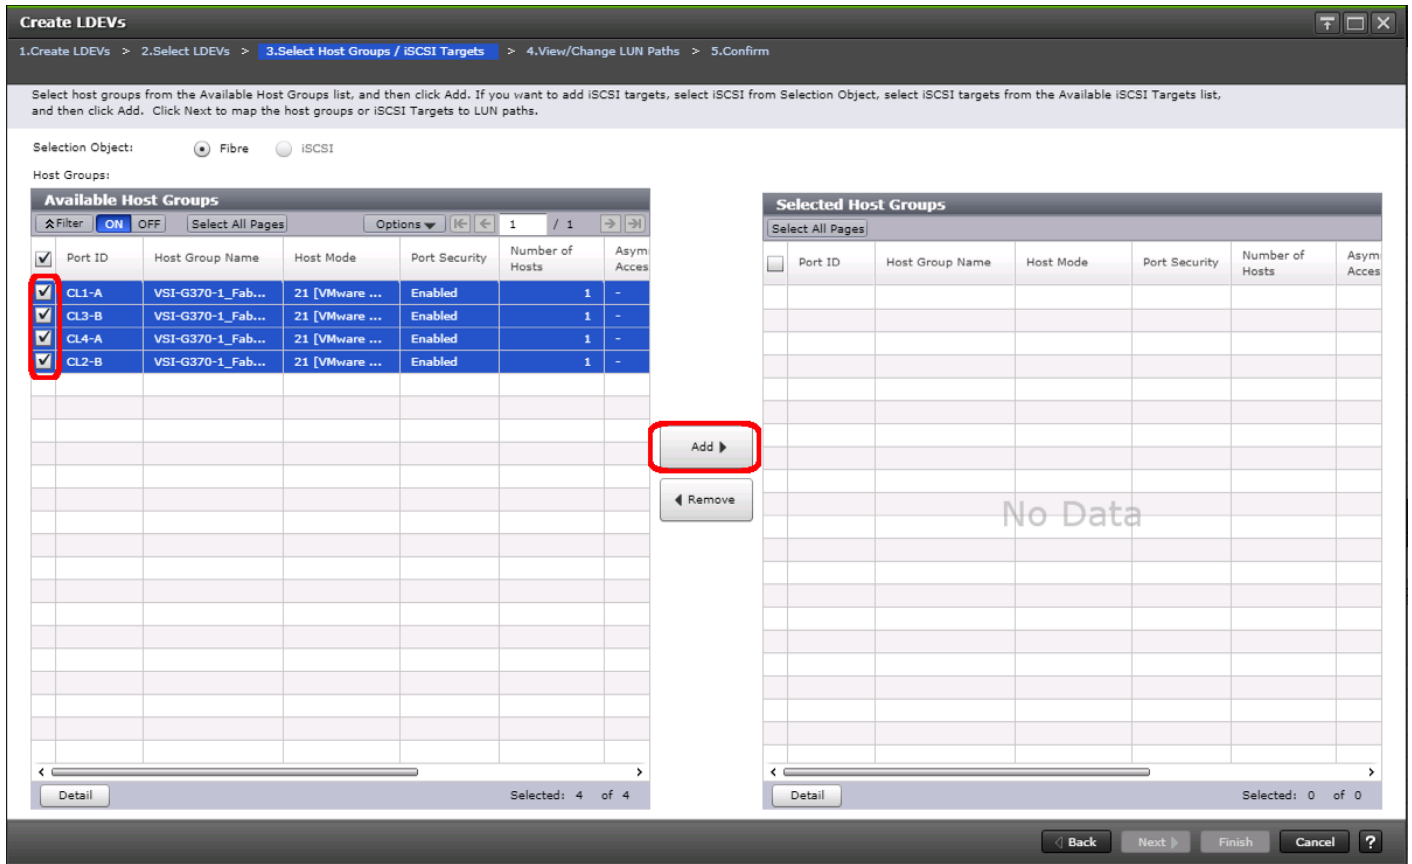 Create LDEVs
1.Create LDEVs > 2.Select LDEVs > 3.Select Host Groups / iSCSI Targets > 4.View/Change LUN Paths > 5.Confirm
Select host groups from the Available Host Groups list, and then click Add. If you want to add iSCSI targets, select iSCSI from Selection Object, select iSCSI targets from the Available iSCSI Targets list,
and then click Add. Click Next to map the host groups or iSCSI Targets to LUN paths.
Selection Object: Fibre iSCSI
Host Groups:
Available Host Groups
Filter ON OFF Select All Pages Options 1 / 1
Port ID Host Group Name Host Mode Port Security Number of Hosts Asym Acces
CL1-A VSI-G370-1_Fab... 21 [VMware ... Enabled 1 -
CL3-B VSI-G370-1_Fab... 21 [VMware ... Enabled 1 -
CL4-A VSI-G370-1_Fab... 21 [VMware ... Enabled 1 -
CL2-B VSI-G370-1_Fab... 21 [VMware ... Enabled 1 -
Detail Selected: 4 of 4
Add
Remove
Selected Host Groups
Select All Pages
Port ID Host Group Name Host Mode Port Security Number of Hosts Asym Acces
No Data
Detail Selected: 0 of 0
Back Next Finish Cancel ?